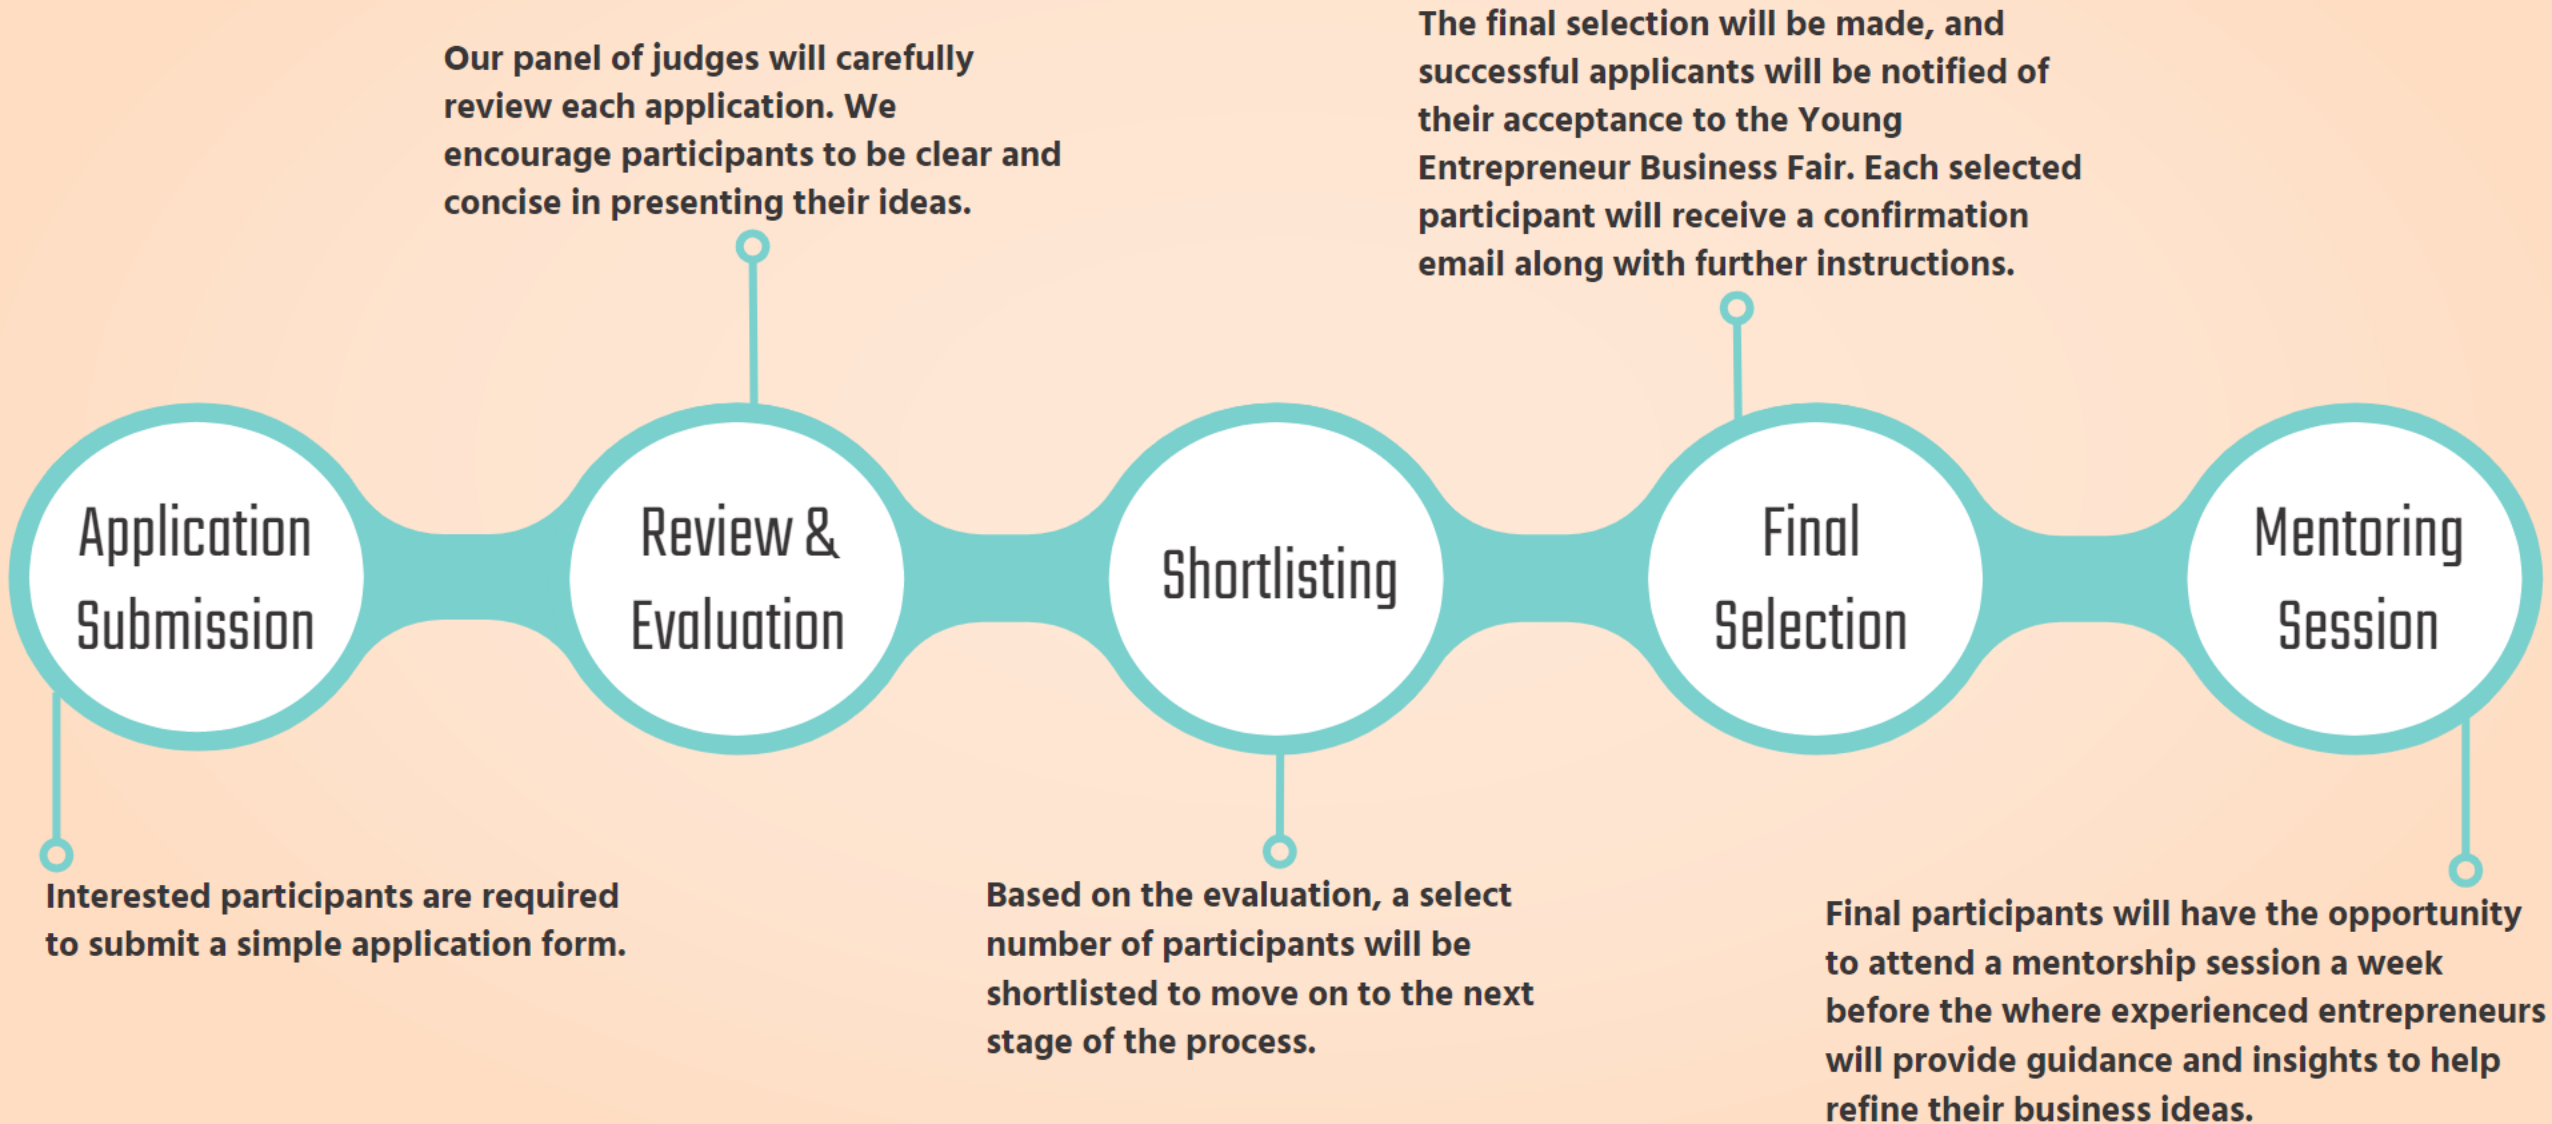 Our panel of judges will carefully
review each application. We
encourage participants to be clear and
concise in presenting their ideas.
The final selection will be made, and
successful applicants will be notified of
their acceptance to the Young
Entrepreneur Business Fair. Each selected
participant will receive a confirmation
email along with further instructions.
Application
Submission
Review &
Evaluation
Shortlisting
Final
Selection
Mentoring
Session
Interested participants are required
to submit a simple application form.
Based on the evaluation, a select
number of participants will be
shortlisted to move on to the next
stage of the process.
Final participants will have the opportunity
to attend a mentorship session a week
before the where experienced entrepreneurs
will provide guidance and insights to help
refine their business ideas.